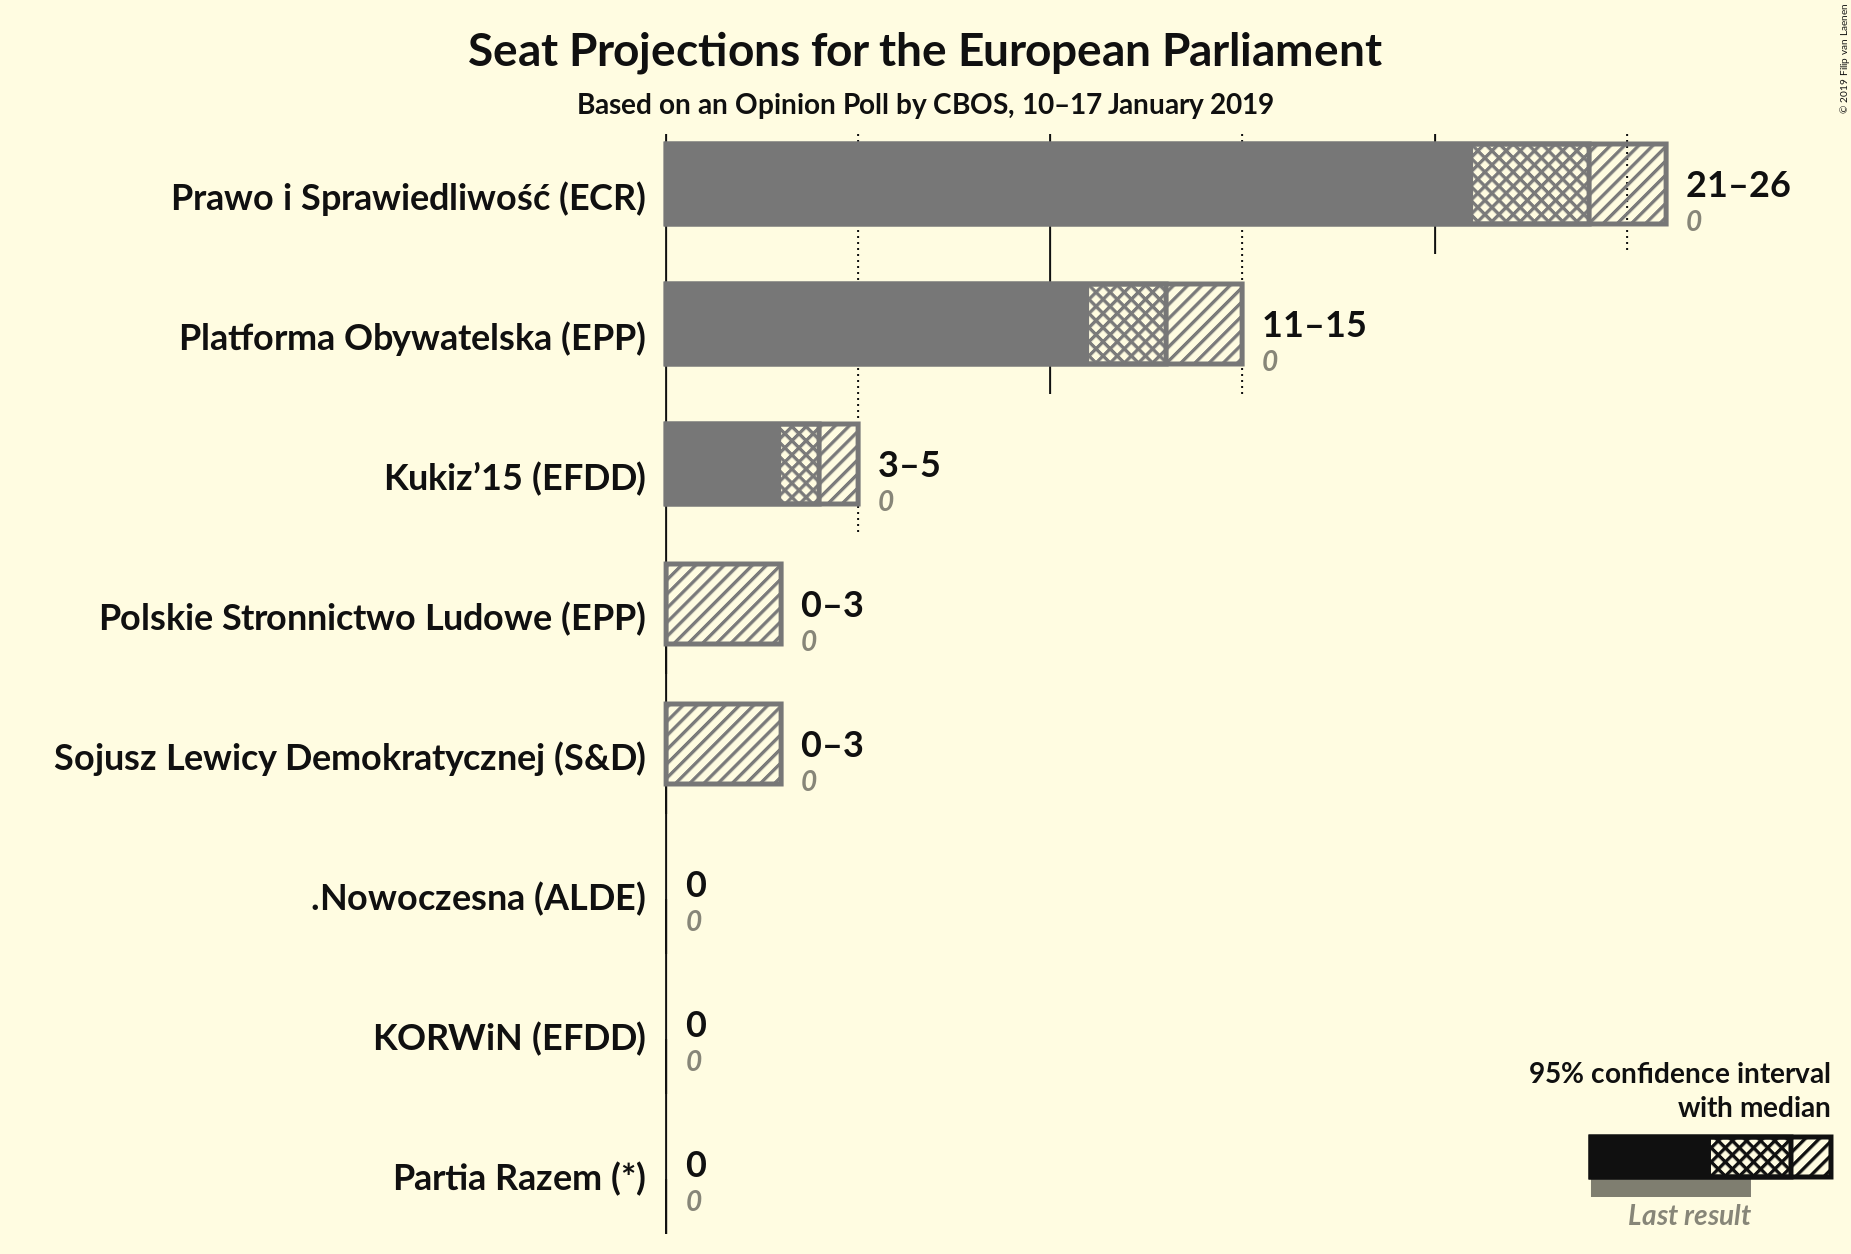 Seat Projections for the European Parliament
Based on an Opinion Poll by CBOS, 10–17 January 2019
© 2019 Filip van Laenen
Prawo i Sprawiedliwość (ECR)
21–26
0
Platforma Obywatelska (EPP)
11–15
0
Kukiz’15 (EFDD)
3–5
0
Polskie Stronnictwo Ludowe (EPP)
0–3
0
Sojusz Lewicy Demokratycznej (S&D)
0–3
0
.Nowoczesna (ALDE)
0
0
KORWiN (EFDD)
0
0
Partia Razem (*)
0
0
95% confidence interval
with median
Last result